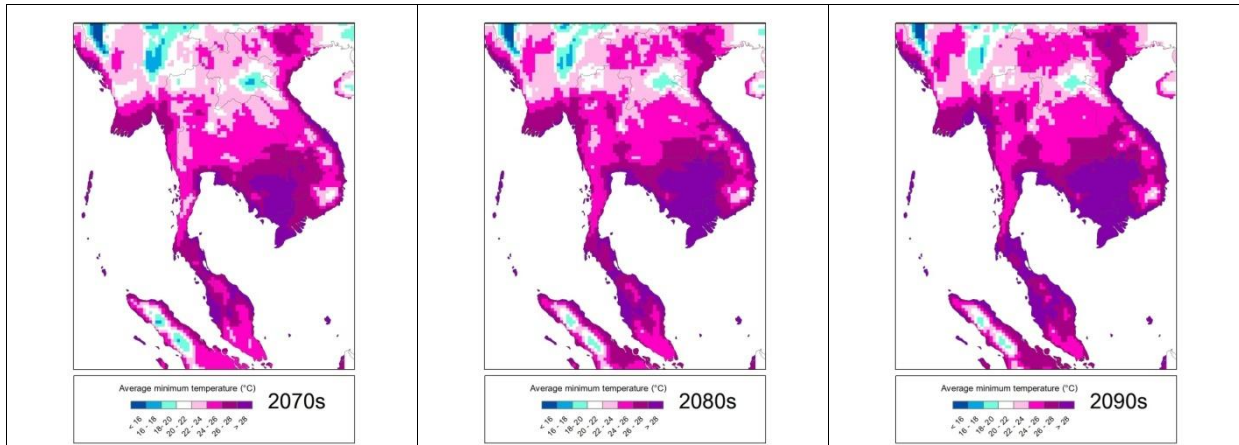 Average minimum temperature (°C)
2070s
< 16
16 - 18
18- 20
20 - 22
22 - 24
24 - 26
26 - 28
> 28
Average minimum temperature (°C)
2080s
< 16
16 - 18
18- 20
20 - 22
22 - 24
24 - 26
26 - 28
> 28
Average minimum temperature (°C)
2090s
< 16
16 - 18
18- 20
20 - 22
22 - 24
24 - 26
26 - 28
> 28